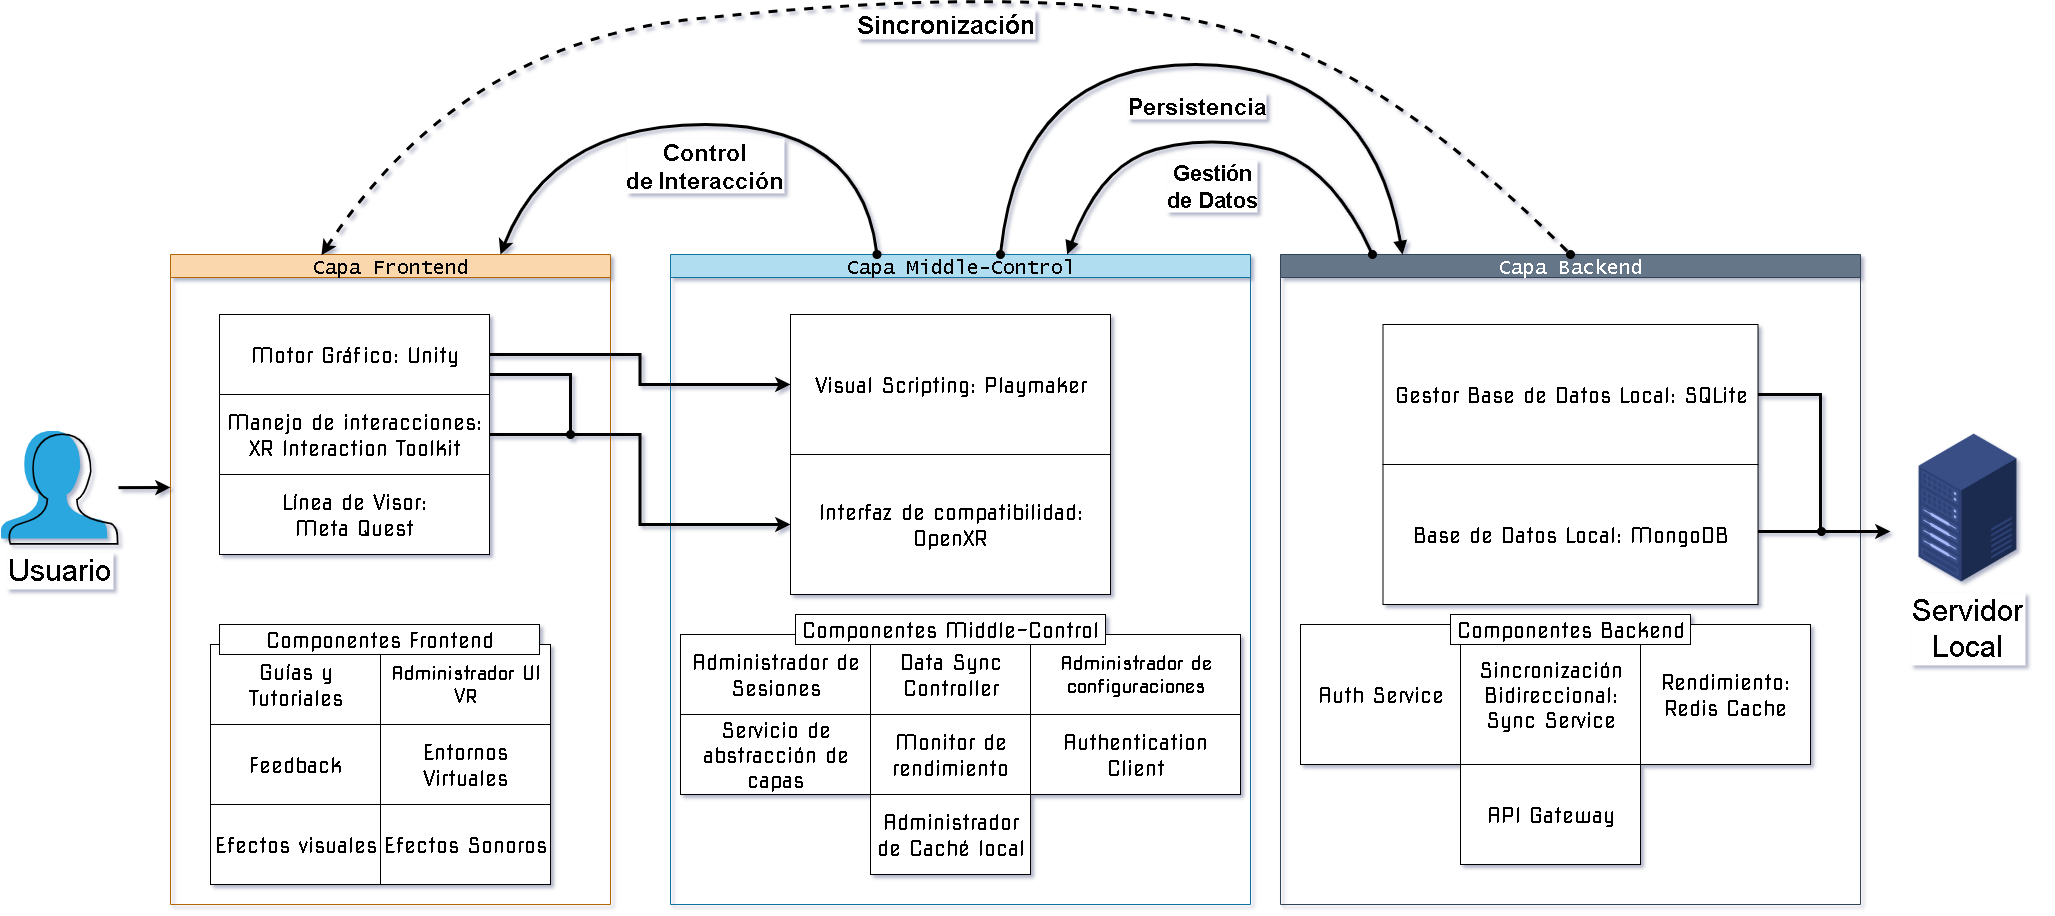 Sincronización
Persistencia
Control
de Interacción
Gestión
de Datos
Capa Frontend
Capa Middle-Control
Capa Backend
Motor Gráfico: Unity
Manejo de interacciones:
XR Interaction Toolkit
Línea de Visor:
Meta Quest
Visual Scripting: Playmaker
Interfaz de compatibilidad:
OpenXR
Gestor Base de Datos Local: SQLite
Base de Datos Local: MongoDB
Usuario
Servidor
Local
Componentes Frontend
Guías y
Tutoriales
Administrador UI
VR
Feedback
Entornos
Virtuales
Efectos visuales
Efectos Sonoros
Componentes Middle-Control
Administrador de
Sesiones
Data Sync
Controller
Administrador de
configuraciones
Servicio de
abstracción de
capas
Monitor de
rendimiento
Authentication
Client
Administrador
de Caché local
Componentes Backend
Auth Service
Sincronización
Bidireccional:
Sync Service
Rendimiento:
Redis Cache
API Gateway